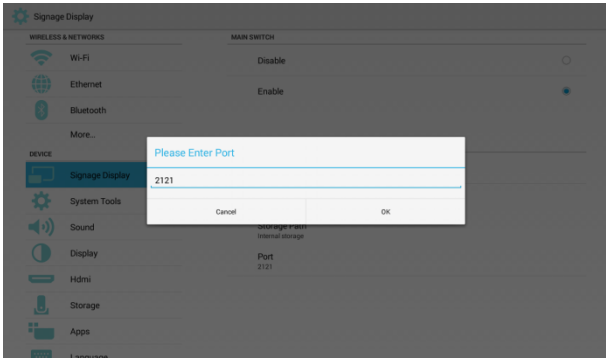 Signage Display
WIRELESS & NETWORKS
Wi-Fi
Ethernet
Bluetooth
More...
DEVICE
Signage Display
System Tools
Sound
Display
Hdmi
Storage
Apps
Language
MAIN SWITCH
Disable
Enable
Please Enter Port
2121
Cancel
OK
Storage Path
Internal storage
Port
2121